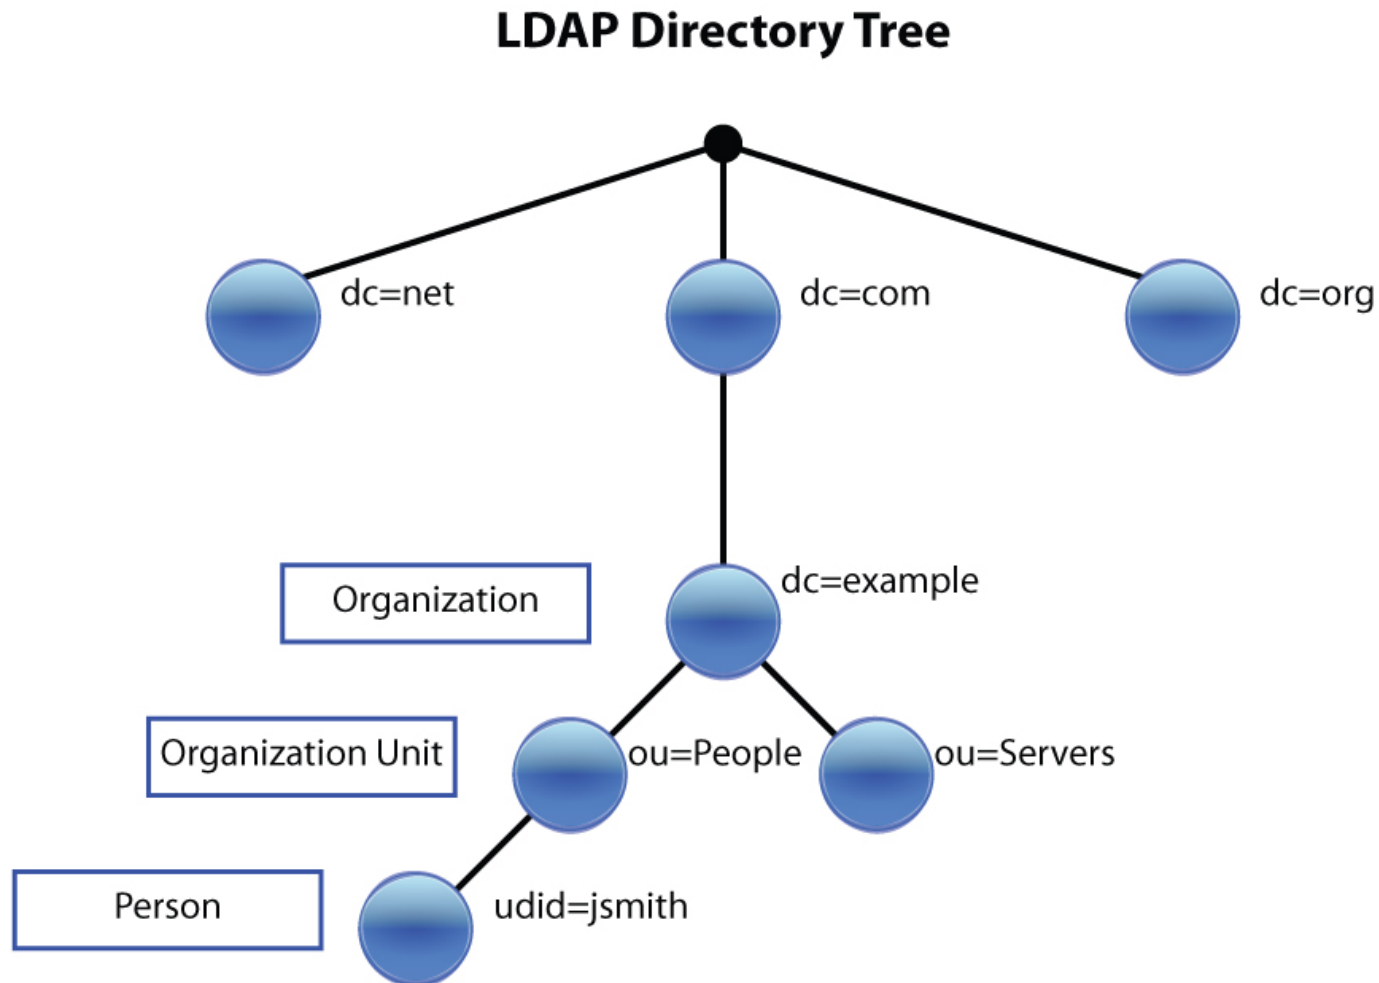 LDAP Directory Tree
dc=net
dc=com
dc=org
dc=example
Organization
Organization Unit
ou=People
ou=Servers
Person
udid=jsmith